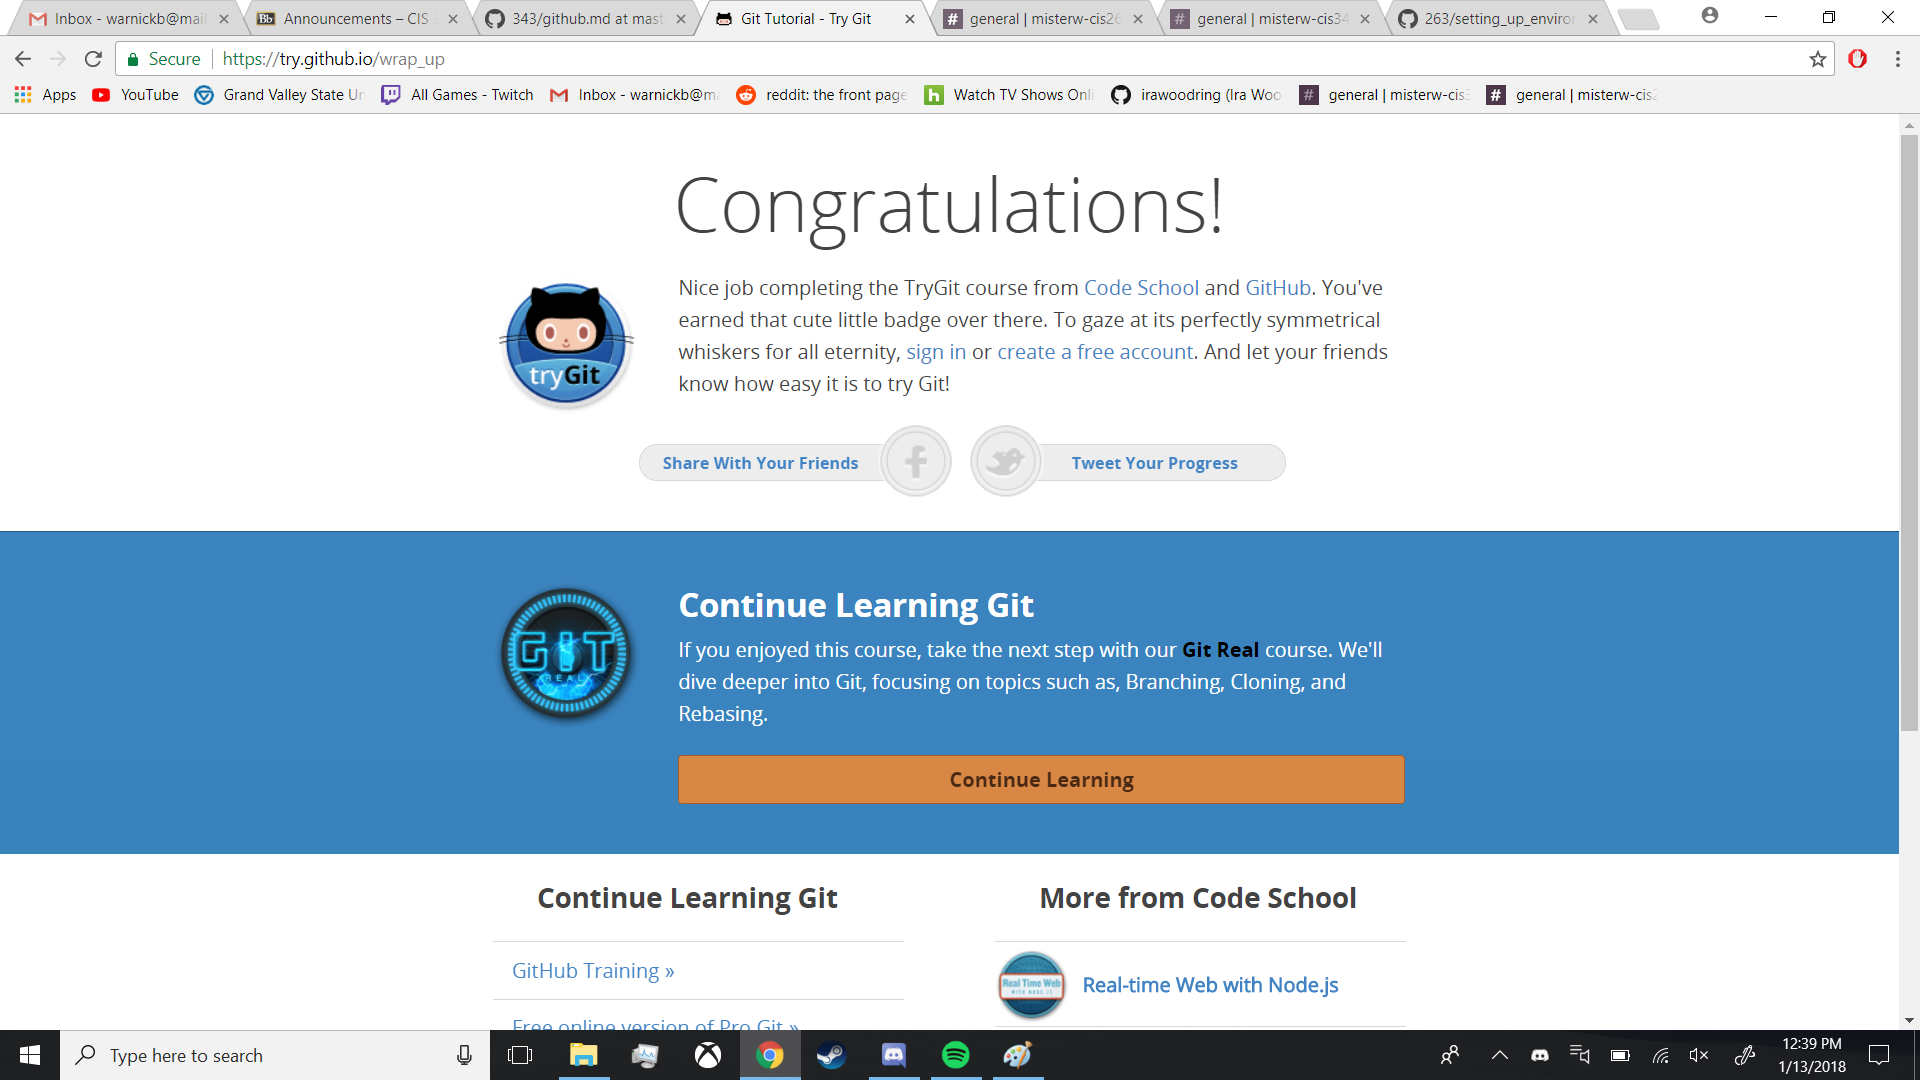 Inbox - warnickb@mail
Announcements – CIS
343/github.md at mast
Git Tutorial - Try Git
general | misterw-cis26
general | misterw-cis34
263/setting_up_enviror
Secure
https://try.github.io/wrap_up
Apps
YouTube
Grand Valley State Un
All Games - Twitch
Inbox - warnickb@ma
reddit: the front page
Watch TV Shows Onli
irawoodring (Ira Woo
general | misterw-cis3
general | misterw-cis2
Congratulations!
Nice job completing the TryGit course from Code School and GitHub. You've
earned that cute little badge over there. To gaze at its perfectly symmetrical
whiskers for all eternity, sign in or create a free account. And let your friends
know how easy it is to try Git!
tryGit
Share With Your Friends
Tweet Your Progress
GIT
REAL
Continue Learning Git
If you enjoyed this course, take the next step with our Git Real course. We'll
dive deeper into Git, focusing on topics such as, Branching, Cloning, and
Rebasing.
Continue Learning
Continue Learning Git
GitHub Training »
Free online version of Pro Git »
More from Code School
Real Time Web
WITH NODE.JS
Real-time Web with Node.js
Type here to search
12:39 PM
1/13/2018